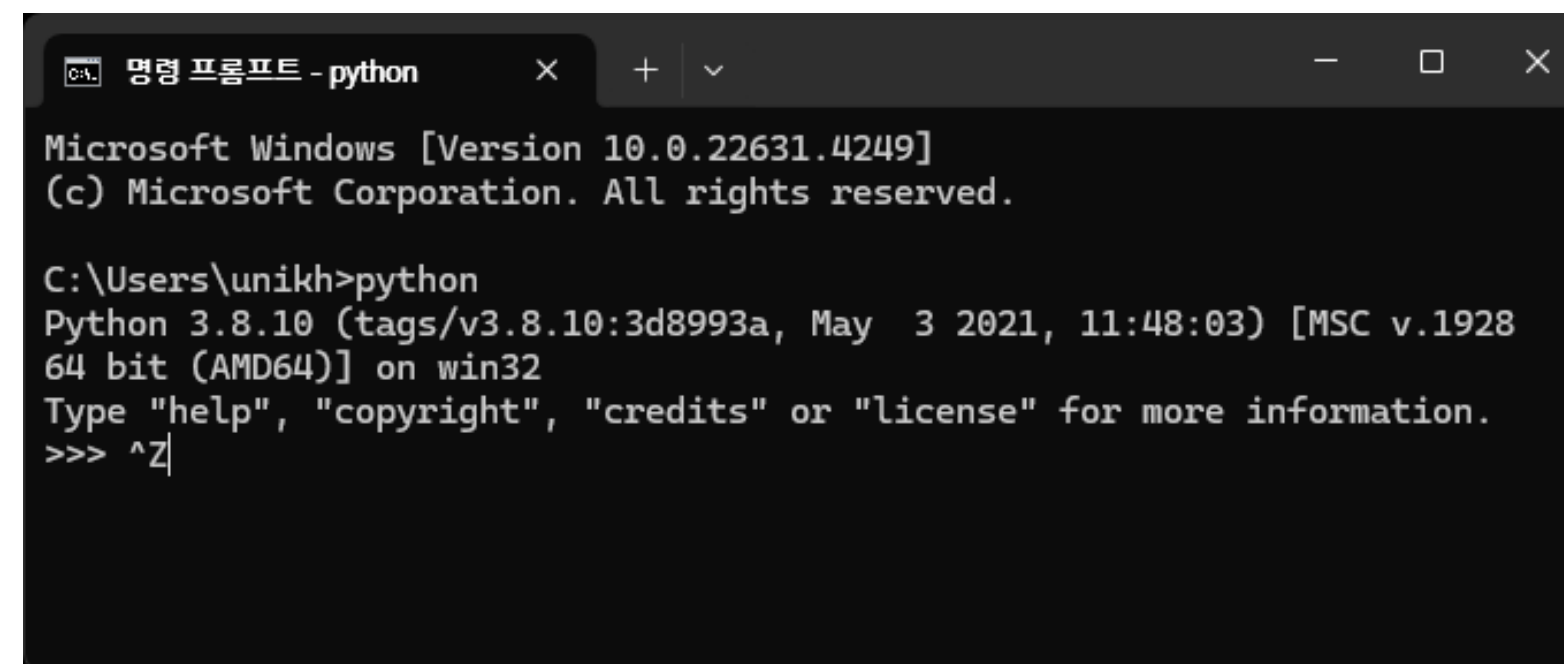 명령 프롬프트 - python
Microsoft Windows [Version 10.0.22631.4249]
(c) Microsoft Corporation. All rights reserved.
C:\Users\unikh>python
Python 3.8.10 (tags/v3.8.10:3d8993a, May  3 2021, 11:48:03) [MSC v.1928
64 bit (AMD64)] on win32
Type "help", "copyright", "credits" or "license" for more information.
>>> ^Z